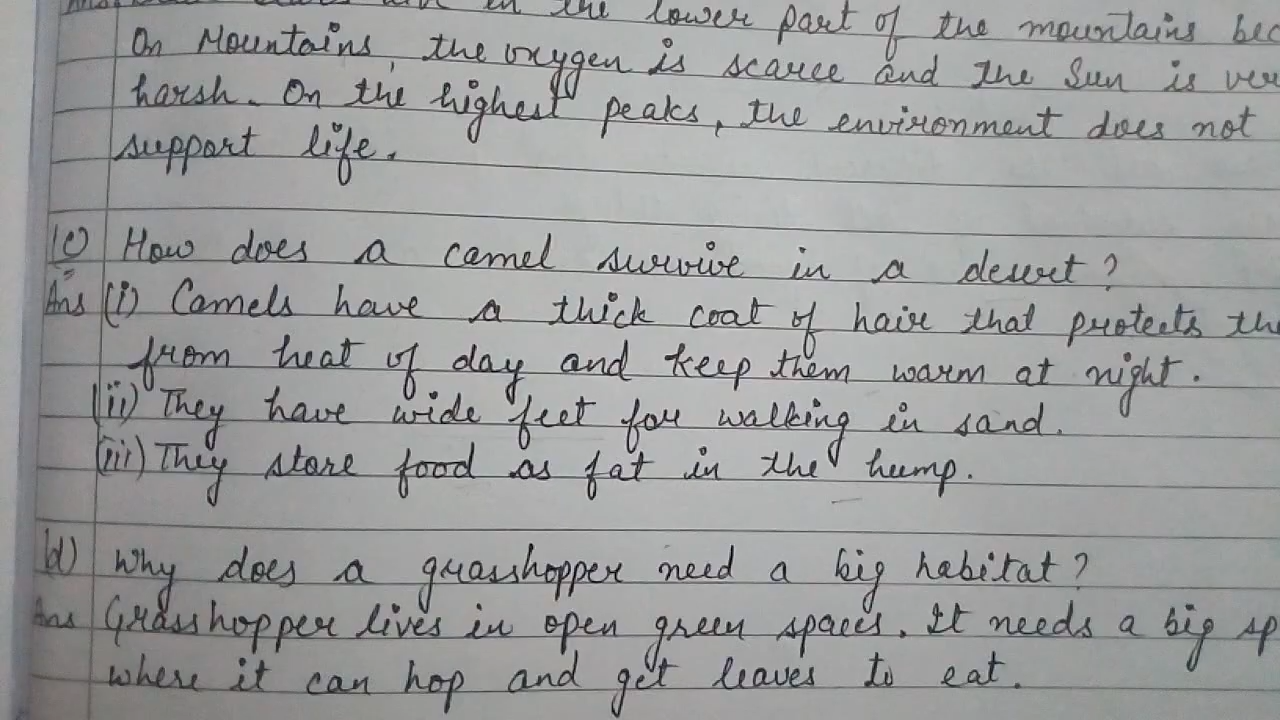 in the lower part of the mountains bec
On Mountains, the oxygen is scarce and the Sun is ver
harsh. On the highest peaks, the environment does not
support life.
c) How does a camel survive in a desert?
Ans (i) Camels have a thick coat of hair that protects the
from heat of day and keep them warm at night.
(ii) They have wide feet for walking in sand.
(iii) They store food as fat in the hump.
d) Why does a grasshopper need a big habitat?
Ans Grasshopper lives in open green spaces. It needs a big sp
where it can hop and get leaves to eat.